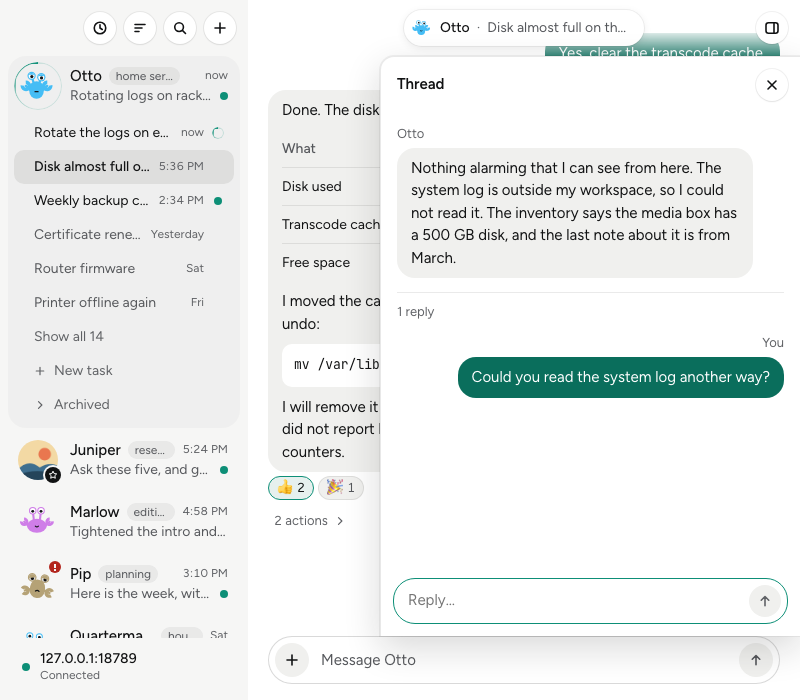 Otto
home ser...
now
Rotating logs on rack...
Rotate the logs on e...
now
Disk almost full o...
5:36 PM
Weekly backup c...
2:34 PM
Certificate rene...
Yesterday
Router firmware
Sat
Printer offline again
Fri
Show all 14
New task
Archived
Juniper
rese...
5:24 PM
Ask these five, and g...
Marlow
editi...
4:58 PM
Tightened the intro and...
Pip
planning
3:10 PM
Here is the week, wit...
Quarterma
hou...
Sat
127.0.0.1:18789
Connected
Otto · Disk almost full on th...
Yes, clear the transcode cache
Done. The disk
What
Disk used
Transcode cach
Free space
I moved the ca
undo:
mv /var/lib
I will remove it
did not report
counters.
👍 2
🎉 1
2 actions
Message Otto
Thread
Otto
Nothing alarming that I can see from here. The
system log is outside my workspace, so I could
not read it. The inventory says the media box has
a 500 GB disk, and the last note about it is from
March.
1 reply
You
Could you read the system log another way?
Reply...